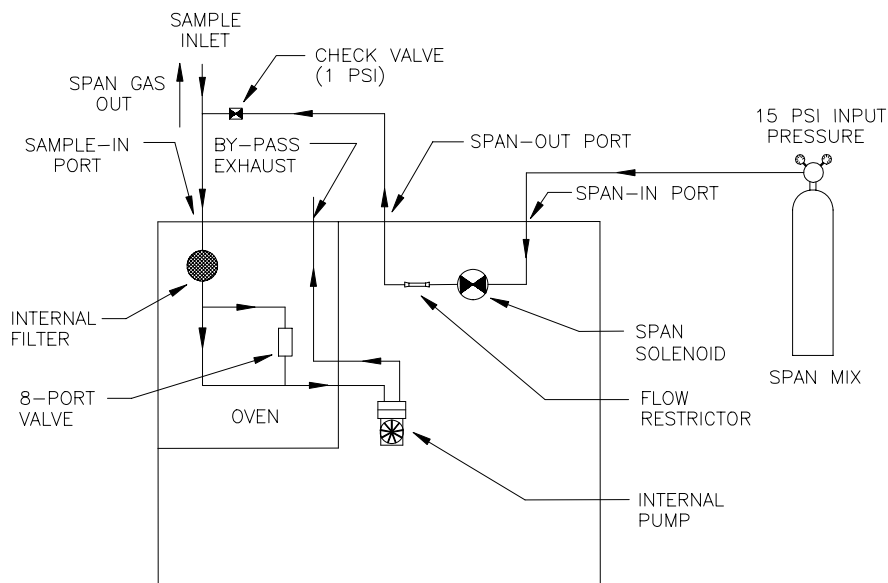 SAMPLE
INLET
CHECK VALVE
(1 PSI)
SPAN GAS
OUT
15 PSI INPUT
PRESSURE
SAMPLE-IN
PORT
BY-PASS
EXHAUST
SPAN-OUT PORT
SPAN-IN PORT
INTERNAL
FILTER
SPAN
SOLENOID
SPAN MIX
8-PORT
VALVE
OVEN
FLOW
RESTRICTOR
INTERNAL
PUMP